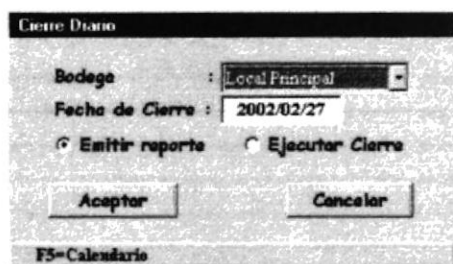 Cierre Diario
Bodega : Local Principal
Fecha de Cierre : 2002/02/27
Emitir reporte Ejecutar Cierre
Aceptar Cancelar
F5=Calendario